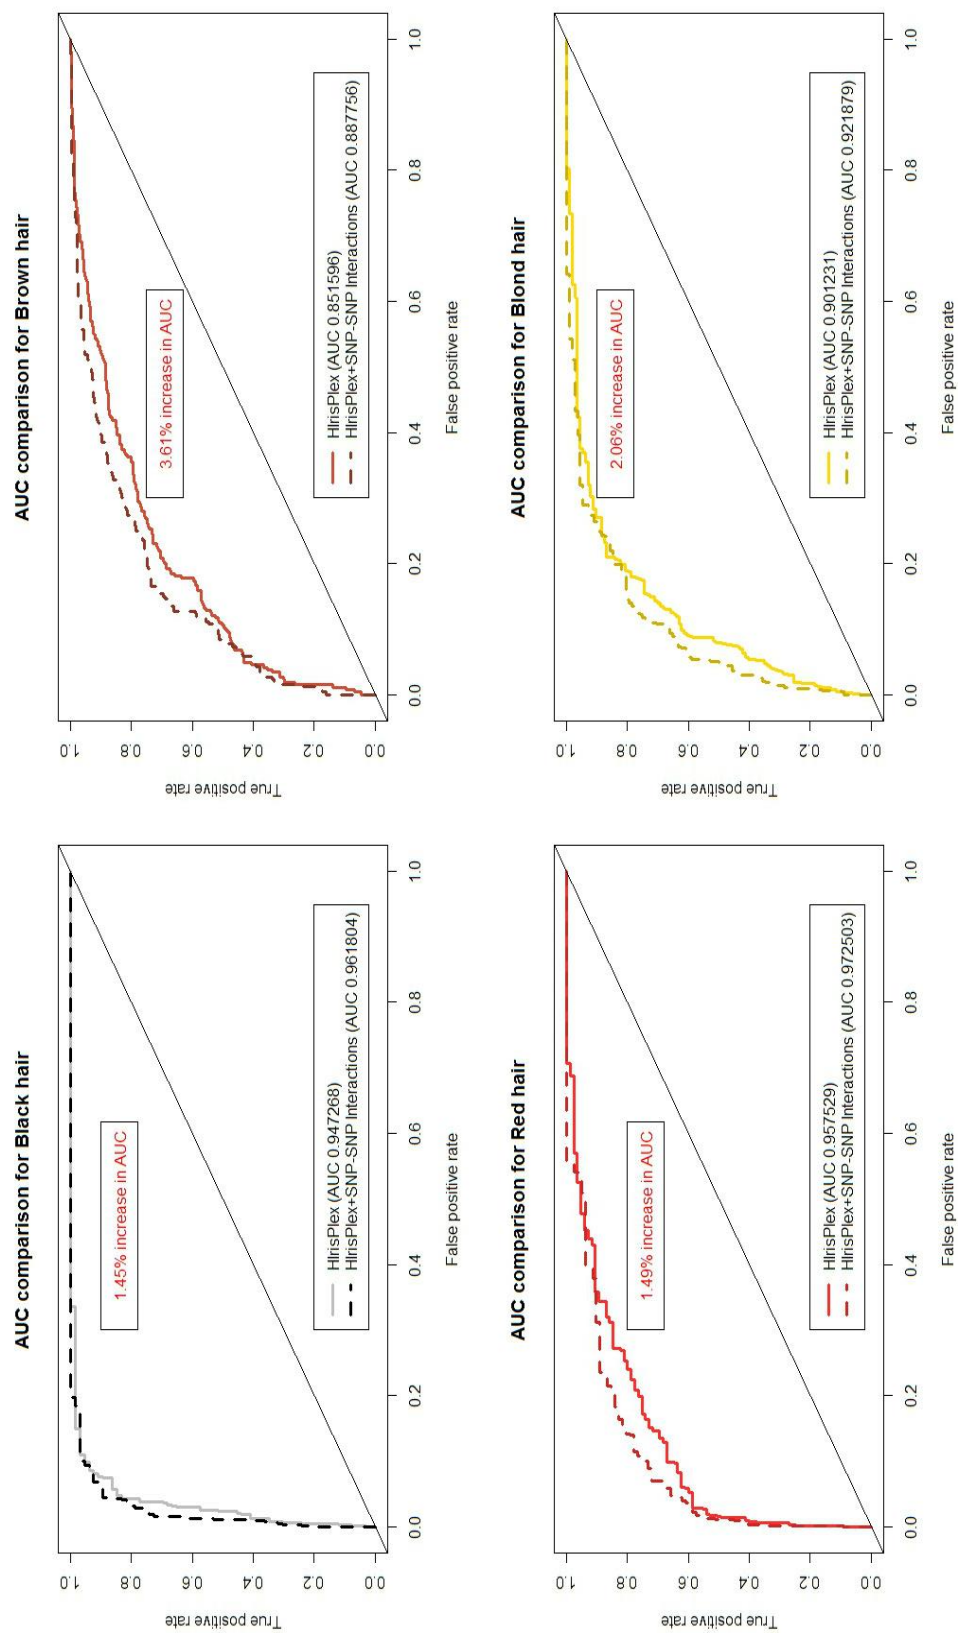 AUC comparison for Black hair
True positive rate
0.0 0.2 0.4 0.6 0.8 1.0
1.45% increase in AUC
HIrisPlex (AUC 0.947268)
HIrisPlex+SNP-SNP Interactions (AUC 0.961804)
0.0 0.2 0.4 0.6 0.8 1.0
False positive rate
AUC comparison for Brown hair
True positive rate
0.0 0.2 0.4 0.6 0.8 1.0
3.61% increase in AUC
HIrisPlex (AUC 0.851596)
HIrisPlex+SNP-SNP Interactions (AUC 0.887756)
0.0 0.2 0.4 0.6 0.8 1.0
False positive rate
AUC comparison for Red hair
True positive rate
0.0 0.2 0.4 0.6 0.8 1.0
1.49% increase in AUC
HIrisPlex (AUC 0.957529)
HIrisPlex+SNP-SNP Interactions (AUC 0.972503)
0.0 0.2 0.4 0.6 0.8 1.0
False positive rate
AUC comparison for Blond hair
True positive rate
0.0 0.2 0.4 0.6 0.8 1.0
2.06% increase in AUC
HIrisPlex (AUC 0.901231)
HIrisPlex+SNP-SNP Interactions (AUC 0.921879)
0.0 0.2 0.4 0.6 0.8 1.0
False positive rate